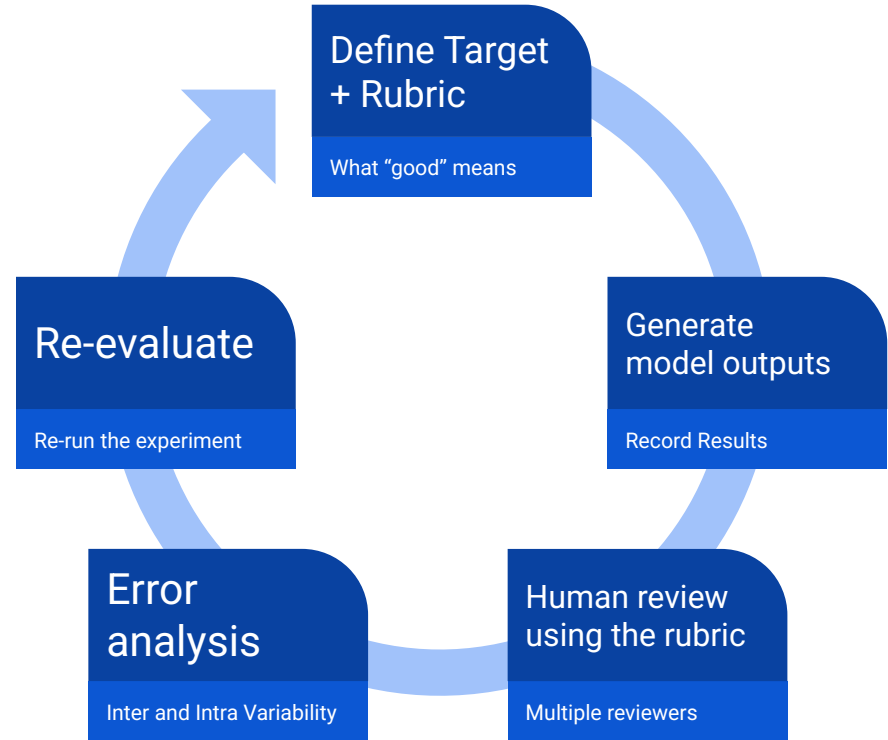 Define Target
+ Rubric
What “good” means
Generate
model outputs
Record Results
Human review
using the rubric
Multiple reviewers
Error
analysis
Inter and Intra Variability
Re-evaluate
Re-run the experiment